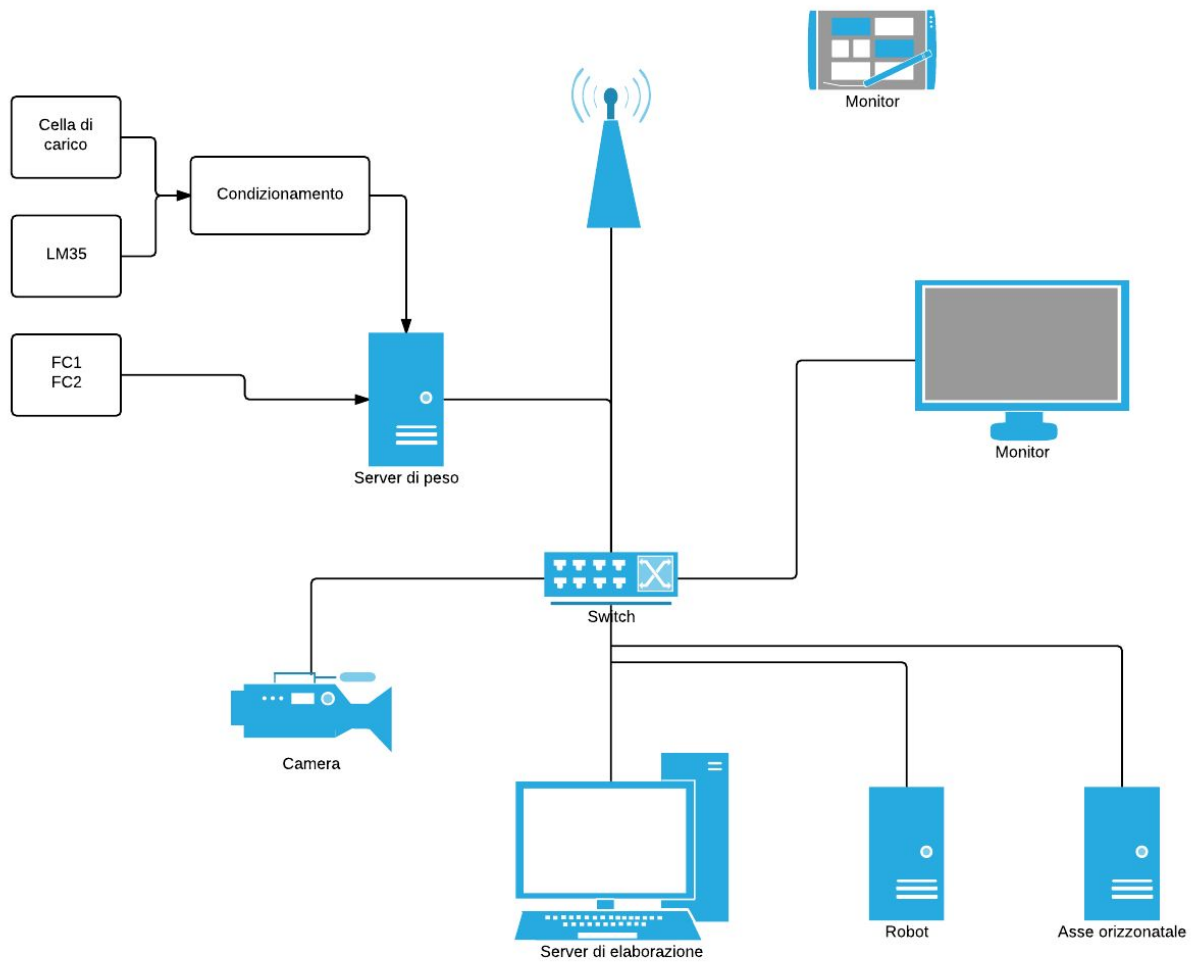 Monitor
Cella di
carico
Condizionamento
LM35
FC1
FC2
Monitor
Server di peso
Switch
Camera
Robot
Asse orizzonatale
Server di elaborazione